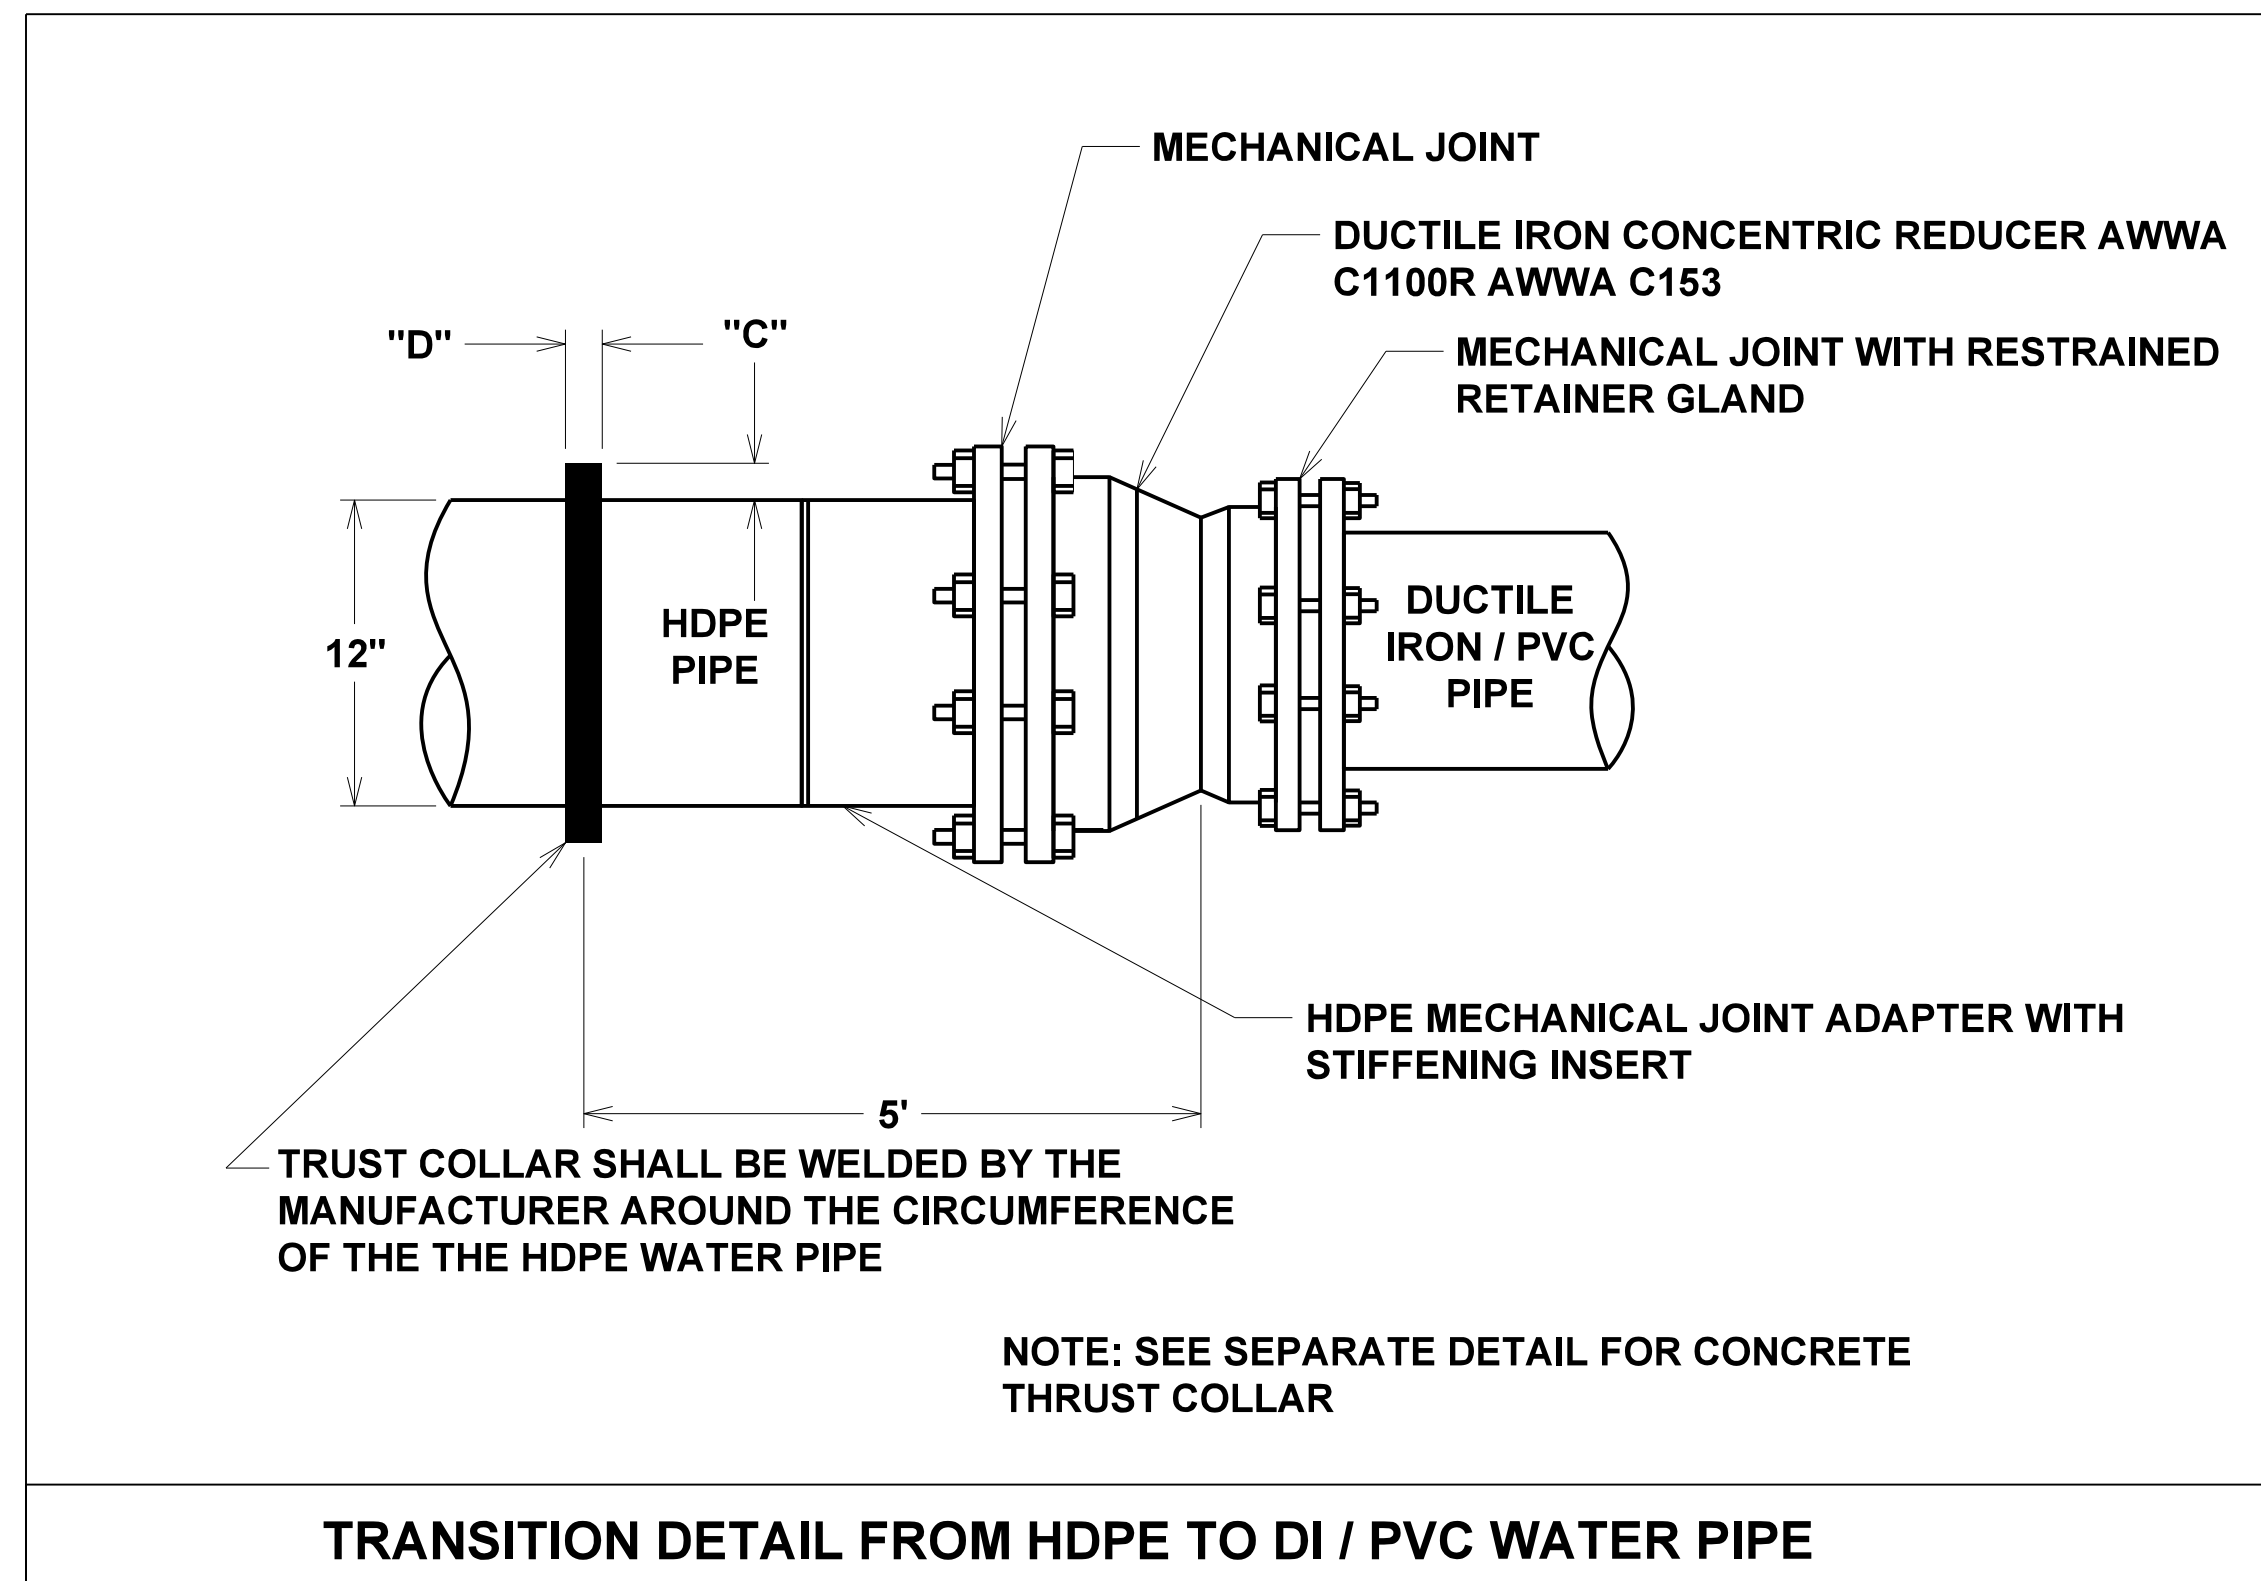 MECHANICAL JOINT
DUCTILE IRON CONCENTRIC REDUCER AWWA
C1100R AWWA C153
"D"
"C"
MECHANICAL JOINT WITH RESTRAINED
RETAINER GLAND
12"
HDPE
PIPE
DUCTILE
IRON / PVC
PIPE
HDPE MECHANICAL JOINT ADAPTER WITH
STIFFENING INSERT
5'
TRUST COLLAR SHALL BE WELDED BY THE
MANUFACTURER AROUND THE CIRCUMFERENCE
OF THE THE HDPE WATER PIPE
NOTE: SEE SEPARATE DETAIL FOR CONCRETE
THRUST COLLAR
TRANSITION DETAIL FROM HDPE TO DI / PVC WATER PIPE